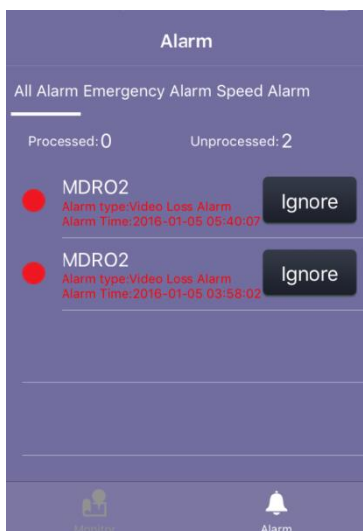 Alarm
All Alarm Emergency Alarm Speed Alarm
Processed:0 Unprocessed:2
MDRO2
Alarm type:Video Loss Alarm
Alarm Time:2016-01-05 05:40:07
Ignore
MDRO2
Alarm type:Video Loss Alarm
Alarm Time:2016-01-05 03:58:02
Ignore
Monitor Alarm